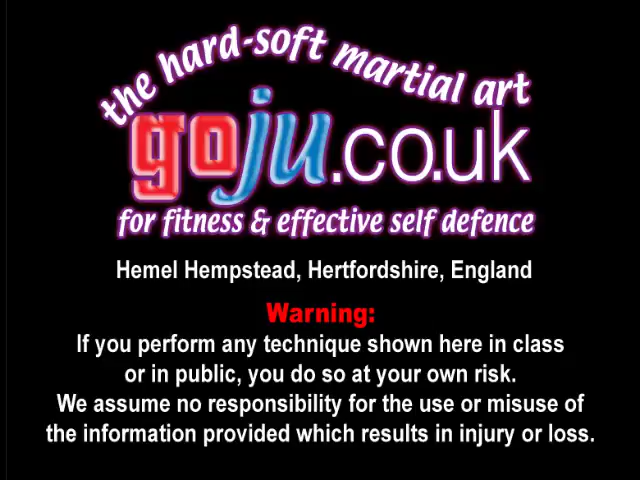 the hard-soft martial art
goju.co.uk
for fitness & effective self defence
Hemel Hempstead, Hertfordshire, England
Warning:
If you perform any technique shown here in class
or in public, you do so at your own risk.
We assume no responsibility for the use or misuse of
the information provided which results in injury or loss.